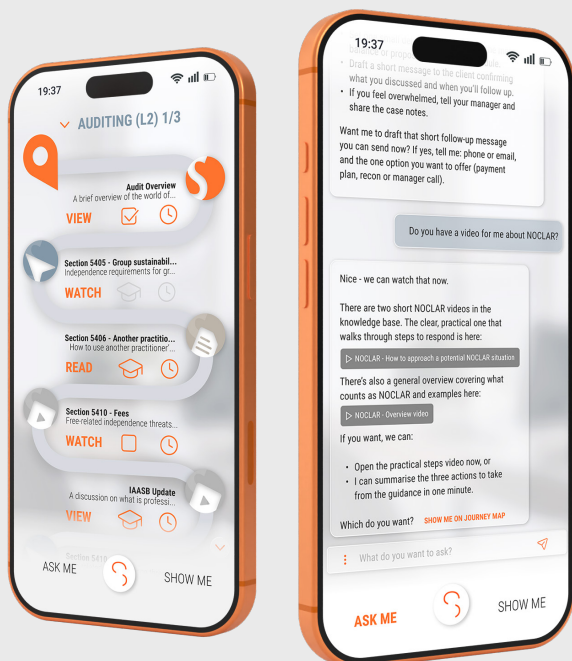 19:37
AUDITING (L2) 1/3
Audit Overview
A brief overview of the world of...
VIEW
Section 5405 - Group sustainabil...
Independence requirements for gr...
WATCH
Section 5406 - Another practitio...
How to use another practitioner'...
READ
Section 5410 - Fees
Free-related independence threats...
WATCH
IAASB Update
A discussion on what is professi...
VIEW
ASK ME
SHOW ME
19:37
• Draft a short message to the client confirming
what you discussed and when you'll follow up.
• If you feel overwhelmed, tell your manager and
share the case notes.
Want me to draft that short follow-up message
you can send now? If yes, tell me: phone or email,
and the one option you want to offer (payment
plan, recon or manager call).
Do you have a video for me about NOCLAR?
Nice - we can watch that now.
There are two short NOCLAR videos in the
knowledge base. The clear, practical one that
walks through steps to respond is here:
NOCLAR - How to approach a potential NOCLAR situation
There's also a general overview covering what
counts as NOCLAR and examples here:
NOCLAR - Overview video
If you want, we can:
• Open the practical steps video now, or
• I can summarise the three actions to take
from the guidance in one minute.
Which do you want? SHOW ME ON JOURNEY MAP
What do you want to ask?
ASK ME
SHOW ME